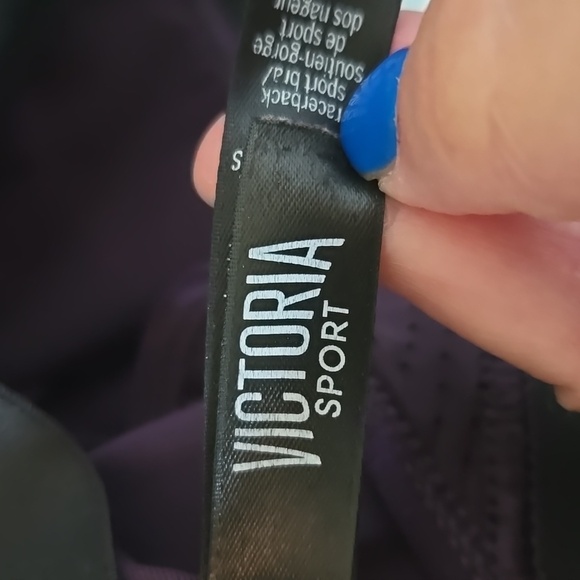 VICTORIA
SPORT
S
racerback
sport bra/
soutien-gorge
de sport
dos nageur